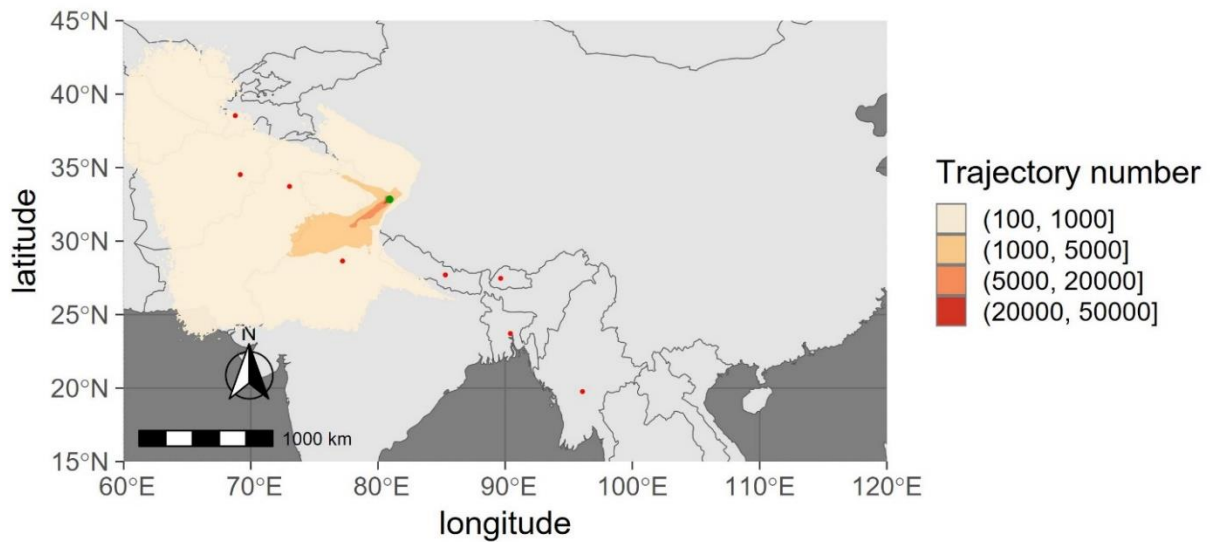 45°N
40°N
35°N
30°N
25°N
20°N
15°N
latitude
N
1000 km
60°E 70°E 80°E 90°E 100°E 110°E 120°E
longitude
Trajectory number
(100, 1000]
(1000, 5000]
(5000, 20000]
(20000, 50000]